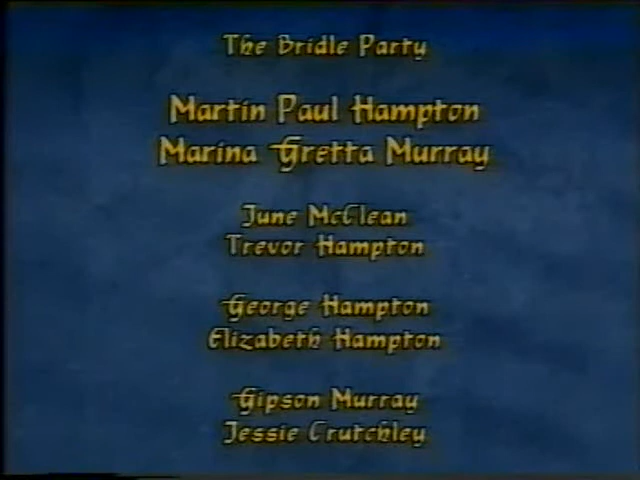 The Bridle Party
Martin Paul Hampton
Marina Gretta Murray
June McClean
Trevor Hampton
George Hampton
Elizabeth Hampton
Gipson Murray
Jessie Crutchley